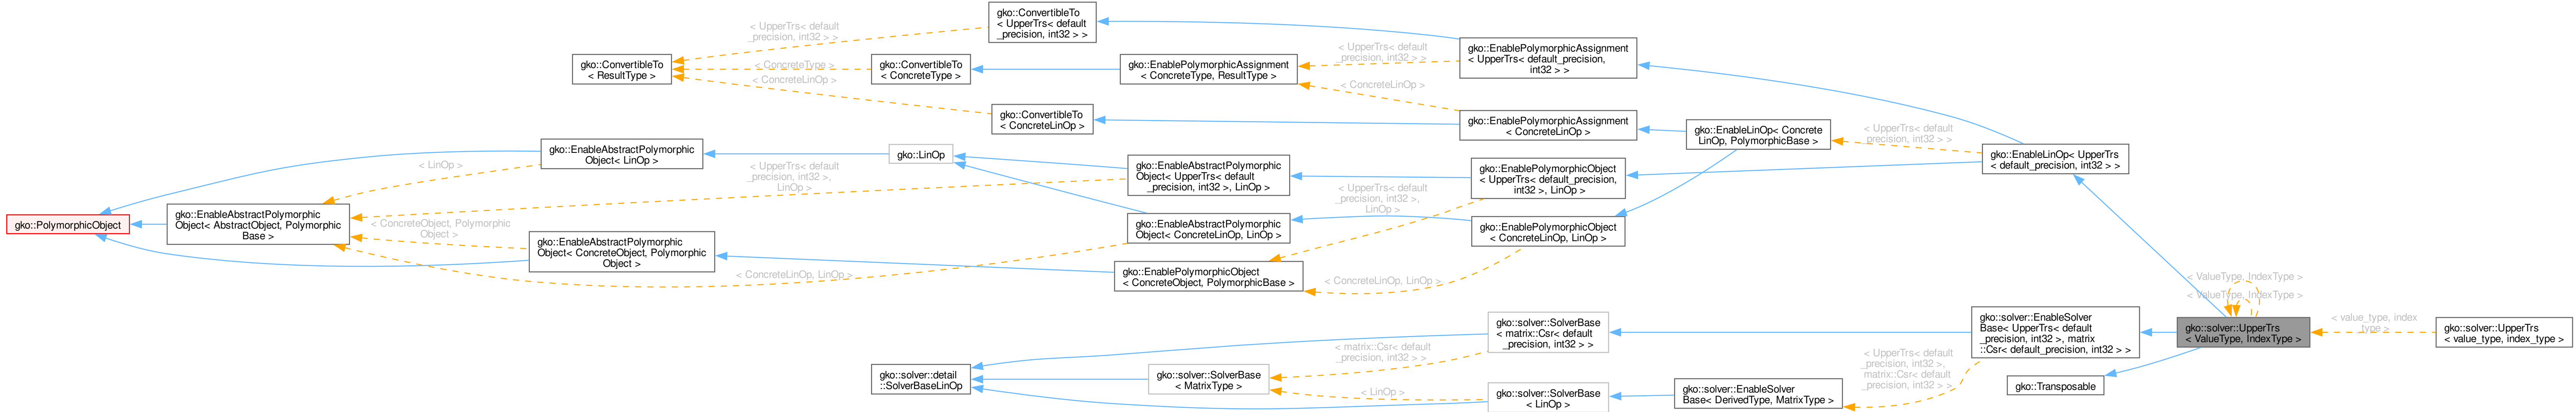 gko::ConvertibleTo
< UpperTrs< default
_precision, int32 > >
< UpperTrs< default
_precision, int32 > >
gko::ConvertibleTo
< ResultType >
< ConcreteType >
< ConcreteLinOp >
gko::ConvertibleTo
< ConcreteType >
gko::EnablePolymorphicAssignment
< ConcreteType, ResultType >
< UpperTrs< default
_precision, int32 > >
gko::EnablePolymorphicAssignment
< UpperTrs< default_precision,
int32 > >
< ConcreteLinOp >
gko::ConvertibleTo
< ConcreteLinOp >
gko::EnablePolymorphicAssignment
< ConcreteLinOp >
gko::EnableLinOp< Concrete
LinOp, PolymorphicBase >
< UpperTrs< default
_precision, int32 > >
gko::EnableLinOp< UpperTrs
< default_precision, int32 > >
gko::EnableAbstractPolymorphic
Object< LinOp >
gko::LinOp
< LinOp >
< UpperTrs< default
_precision, int32 >,
LinOp >
gko::EnableAbstractPolymorphic
Object< UpperTrs< default
_precision, int32 >, LinOp >
gko::EnablePolymorphicObject
< UpperTrs< default_precision,
int32 >, LinOp >
< UpperTrs< default
_precision, int32 >,
LinOp >
gko::PolymorphicObject
gko::EnableAbstractPolymorphic
Object< AbstractObject, Polymorphic
Base >
< ConcreteObject, Polymorphic
Object >
gko::EnableAbstractPolymorphic
Object< ConcreteObject, Polymorphic
Object >
gko::EnableAbstractPolymorphic
Object< ConcreteLinOp, LinOp >
gko::EnablePolymorphicObject
< ConcreteLinOp, LinOp >
< ConcreteLinOp, LinOp >
gko::EnablePolymorphicObject
< ConcreteObject, PolymorphicBase >
< ConcreteLinOp, LinOp >
< ValueType, IndexType >
< ValueType, IndexType >
gko::solver::SolverBase
< matrix::Csr< default
_precision, int32 > >
gko::solver::EnableSolver
Base< UpperTrs< default
_precision, int32 >, matrix
::Csr< default_precision, int32 > >
gko::solver::UpperTrs
< ValueType, IndexType >
< value_type, index
_type >
gko::solver::UpperTrs
< value_type, index_type >
< matrix::Csr< default
_precision, int32 > >
< UpperTrs< default
_precision, int32 >,
matrix::Csr< default
_precision, int32 > >
gko::solver::detail
::SolverBaseLinOp
gko::solver::SolverBase
< MatrixType >
< LinOp >
gko::solver::SolverBase
< LinOp >
gko::solver::EnableSolver
Base< DerivedType, MatrixType >
gko::Transposable